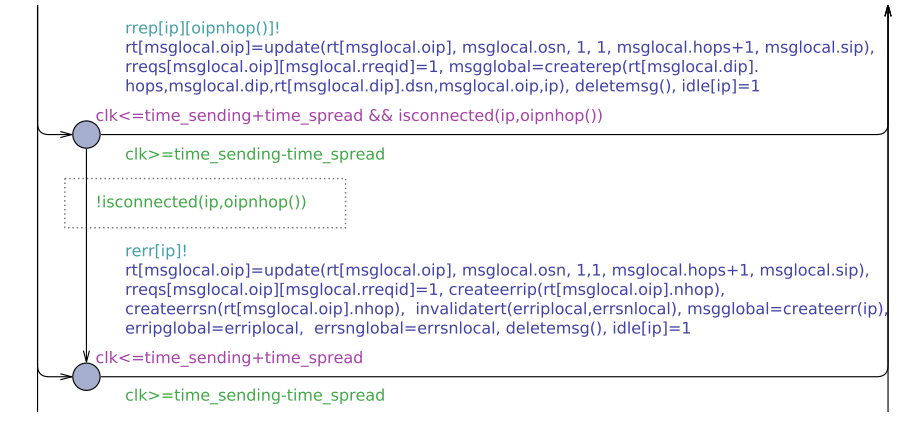 rrep[ip][oipnhop()]!
rt[msglocal.oip]=update(rt[msglocal.oip], msglocal.osn, 1, 1, msglocal.hops+1, msglocal.sip),
rreqs[msglocal.oip][msglocal.rreqid]=1, msgglobal=createrep(rt[msglocal.dip].
hops,msglocal.dip,rt[msglocal.dip].dsn,msglocal.oip,ip), deletemsg(), idle[ip]=1
clk<=time_sending+time_spread && isconnected(ip,oipnhop())
clk>=time_sending-time_spread
!isconnected(ip,oipnhop())
rerr[ip]!
rt[msglocal.oip]=update(rt[msglocal.oip], msglocal.osn, 1,1, msglocal.hops+1, msglocal.sip),
rreqs[msglocal.oip][msglocal.rreqid]=1, createerrip(rt[msglocal.oip].nhop),
createerrsn(rt[msglocal.oip].nhop),  invalidatert(erriplocal,errsnlocal), msgglobal=createerr(ip),
erripglobal=erriplocal,  errsnglobal=errsnlocal, deletemsg(), idle[ip]=1
clk<=time_sending+time_spread
clk>=time_sending-time_spread